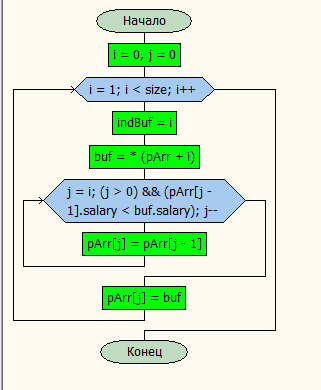 Начало
i = 0, j = 0
i = 1; i < size; i++
indBuf = i
buf = * (pArr + i)
j = i; (j > 0) && (pArr[j -
1].salary < buf.salary); j--
pArr[j] = pArr[j - 1]
pArr[j] = buf
Конец